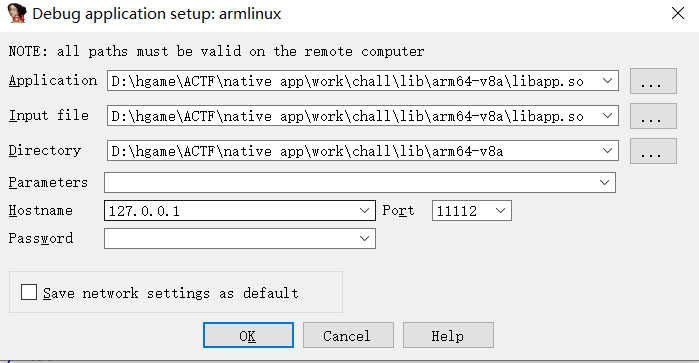 Debug application setup: armlinux
NOTE: all paths must be valid on the remote computer
Application D:\hgame\ACTF\native app\work\chall\lib\arm64-v8a\libapp.so ...
Input file D:\hgame\ACTF\native app\work\chall\lib\arm64-v8a\libapp.so ...
Directory D:\hgame\ACTF\native app\work\chall\lib\arm64-v8a ...
Parameters
Hostname 127.0.0.1 Port 11112
Password
Save network settings as default
OK Cancel Help